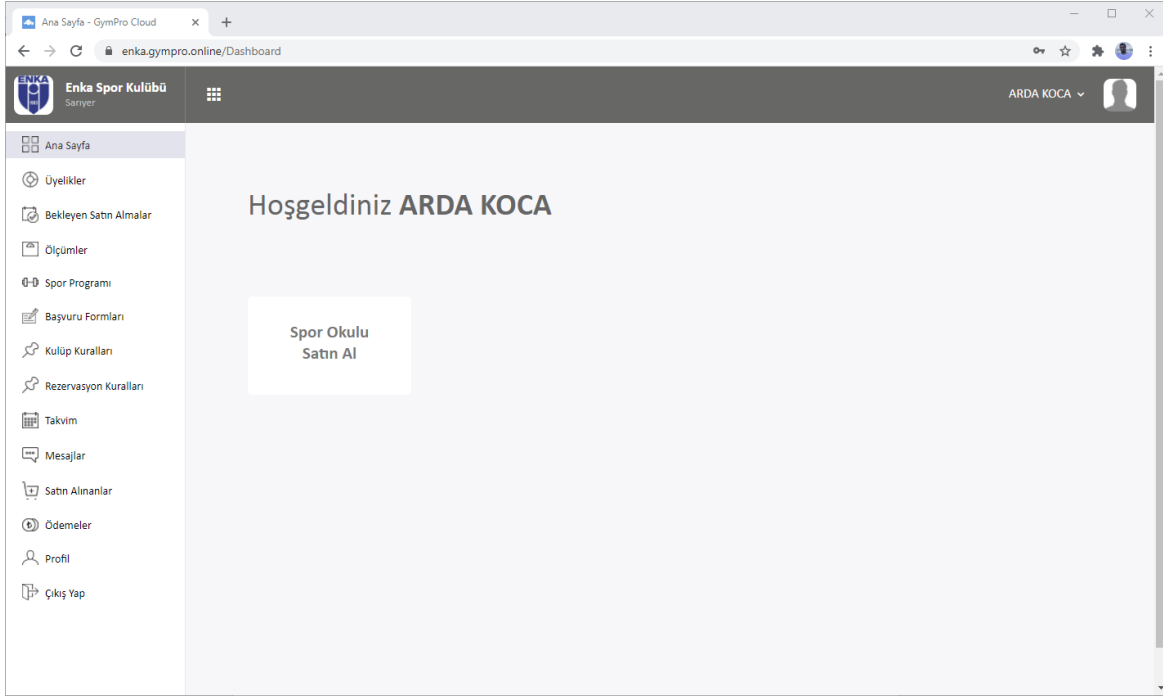 Ana Sayfa - GymPro Cloud
enka.gympro.online/Dashboard
ENKA
Enka Spor Kulübü
Sarıyer
ARDA KOCA
Ana Sayfa
Üyelikler
Bekleyen Satın Almalar
Ölçümler
Spor Programı
Başvuru Formları
Kulüp Kuralları
Rezervasyon Kuralları
Takvim
Mesajlar
Satın Alınanlar
Ödemeler
Profil
Çıkış Yap
Hoşgeldiniz ARDA KOCA
Spor Okulu
Satın Al